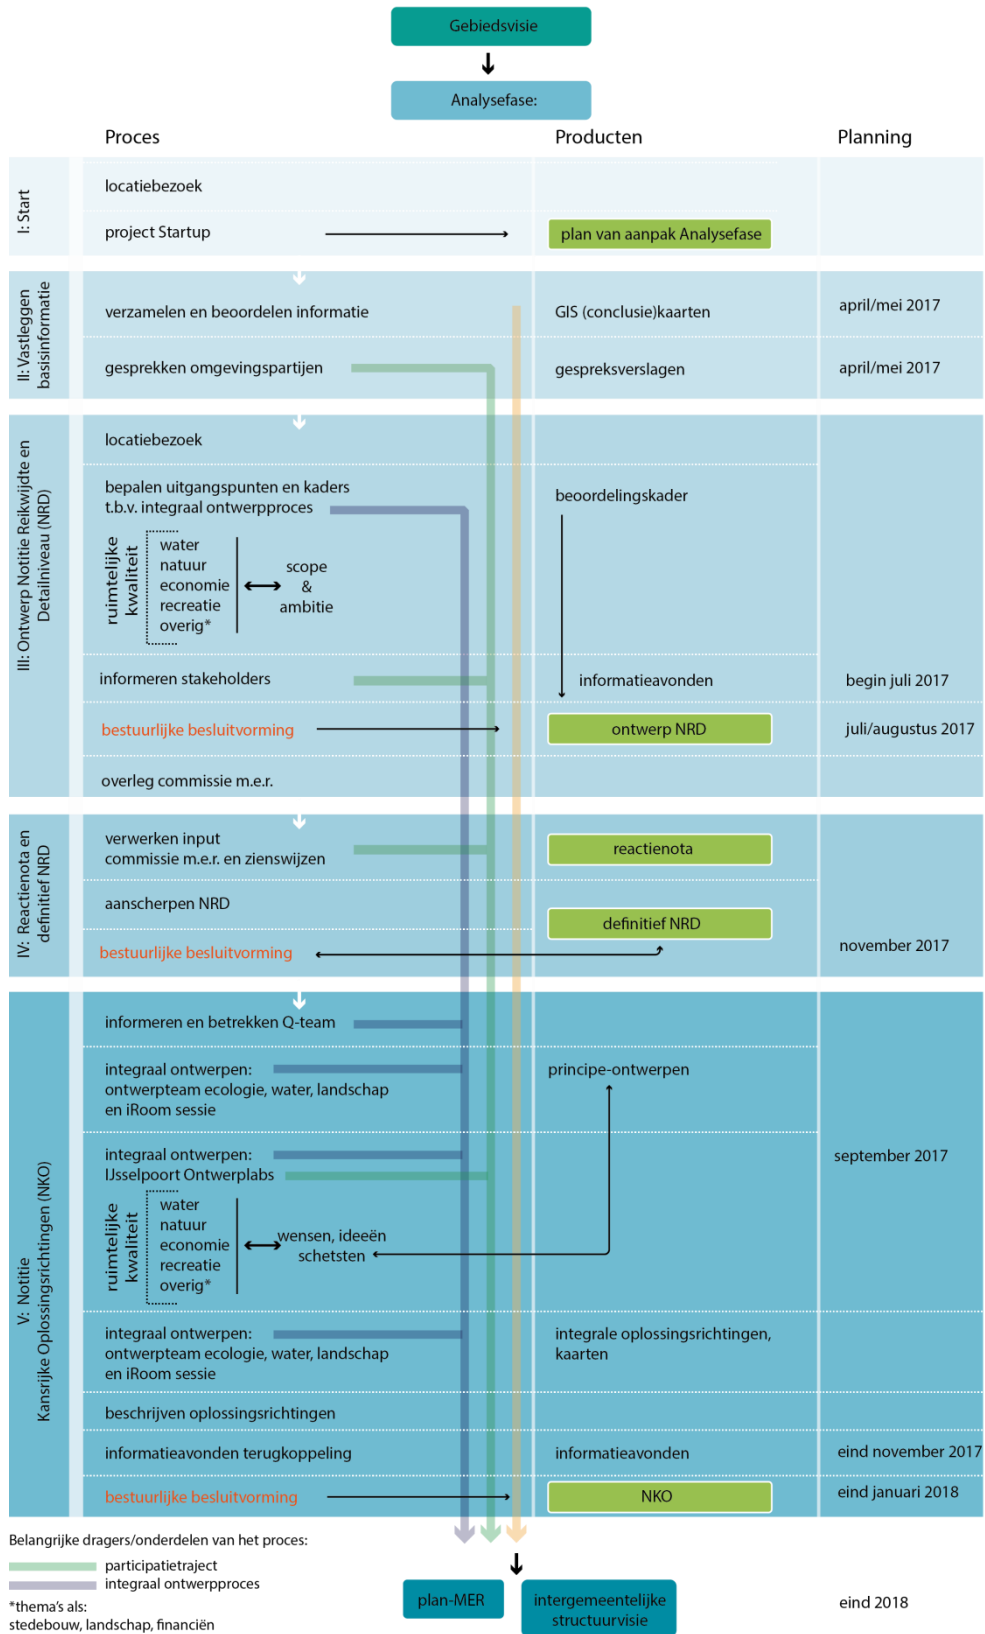 Gebiedsvisie
Analysefase:
Proces
Producten
Planning
I: Start
locatiebezoek
project Startup
plan van aanpak Analysefase
II: Vastleggen
basisinformatie
verzamelen en beoordelen informatie
GIS (conclusie)kaarten
april/mei 2017
gesprekken omgevingspartijen
gespreksverslagen
april/mei 2017
III: Ontwerp Notitie Reikwijdte en
Detailniveau (NRD)
locatiebezoek
bepalen uitgangspunten en kaders
t.b.v. integraal ontwerpproces
beoordelingskader
ruimtelijke
kwaliteit
water
natuur
economie
recreatie
overig*
scope
&
ambitie
informeren stakeholders
informatieavonden
begin juli 2017
bestuurlijke besluitvorming
ontwerp NRD
juli/augustus 2017
overleg commissie m.e.r.
IV: Reactienota en
definitief NRD
verwerken input
commissie m.e.r. en zienswijzen
reactienota
aanscherpen NRD
definitief NRD
bestuurlijke besluitvorming
november 2017
V: Notitie
Kansrijke Oplossingsrichtingen (NKO)
informeren en betrekken Q-team
integraal ontwerpen:
ontwerpteam ecologie, water, landschap
en iRoom sessie
principe-ontwerpen
integraal ontwerpen:
IJsselpoort Ontwerplabs
september 2017
ruimtelijke
kwaliteit
water
natuur
economie
recreatie
overig*
wensen, ideeën
schetsten
integraal ontwerpen:
ontwerpteam ecologie, water, landschap
en iRoom sessie
integrale oplossingsrichtingen,
kaarten
beschrijven oplossingsrichtingen
informatieavonden terugkoppeling
informatieavonden
eind november 2017
bestuurlijke besluitvorming
NKO
eind januari 2018
Belangrijke dragers/onderdelen van het proces:
participatietraject
integraal ontwerpproces
*thema's als:
stedebouw, landschap, financiën
plan-MER
intergemeentelijke
structuurvisie
eind 2018